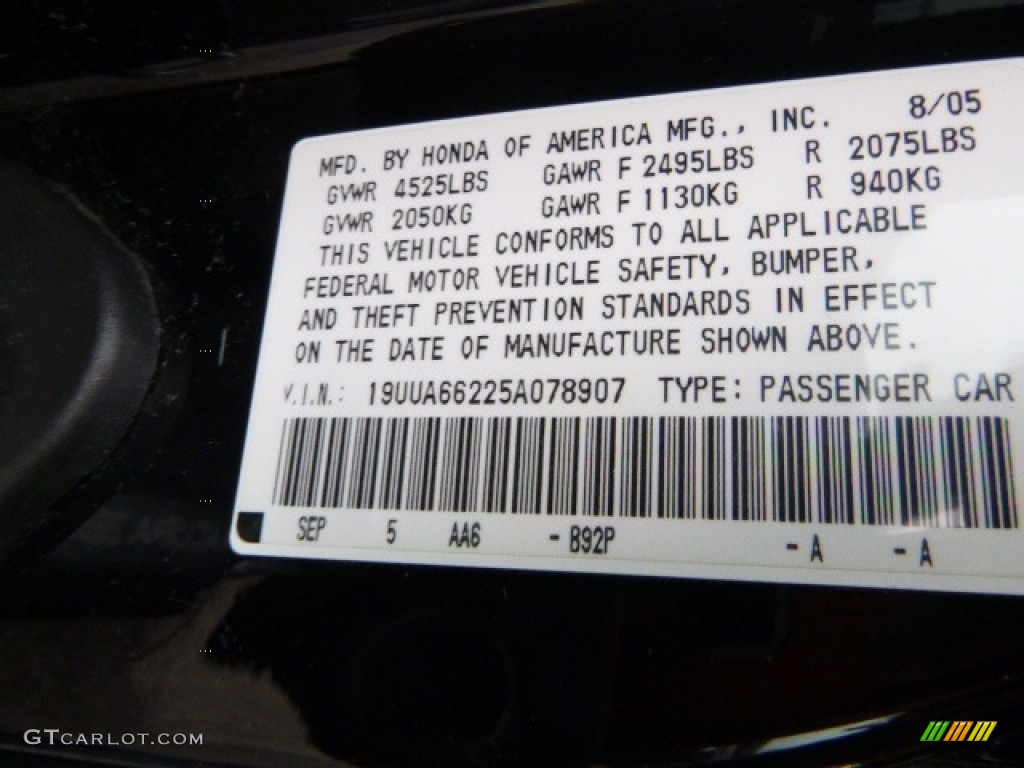 MFD. BY HONDA OF AMERICA MFG., INC. 8/05
GVWR 4525LBS GAWR F 2495LBS R 2075LBS
GVWR 2050KG GAWR F 1130KG R 940KG
THIS VEHICLE CONFORMS TO ALL APPLICABLE
FEDERAL MOTOR VEHICLE SAFETY, BUMPER,
AND THEFT PREVENTION STANDARDS IN EFFECT
ON THE DATE OF MANUFACTURE SHOWN ABOVE.
V.I.N.: 19UUA66225A078907 TYPE: PASSENGER CAR
SEP 5 AA6 -B92P -A -A
GTCARLOT.COM